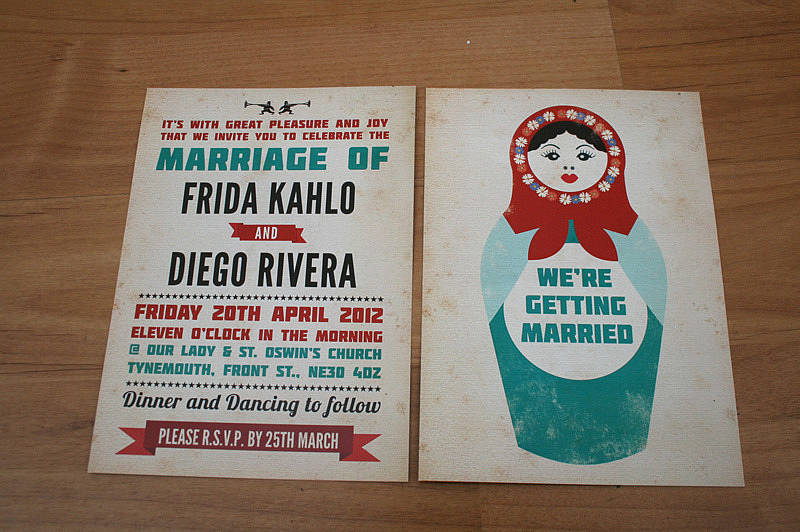 IT'S WITH GREAT PLEASURE AND JOY
THAT WE INVITE YOU TO CELEBRATE THE
MARRIAGE OF
FRIDA KAHLO
AND
DIEGO RIVERA
FRIDAY 20TH APRIL 2012
ELEVEN O'CLOCK IN THE MORNING
@ OUR LADY & ST. OSWIN'S CHURCH
TYNEMOUTH, FRONT ST., NE30 4DZ
Dinner and Dancing to follow
PLEASE R.S.V.P. BY 25TH MARCH
WE'RE
GETTING
MARRIED